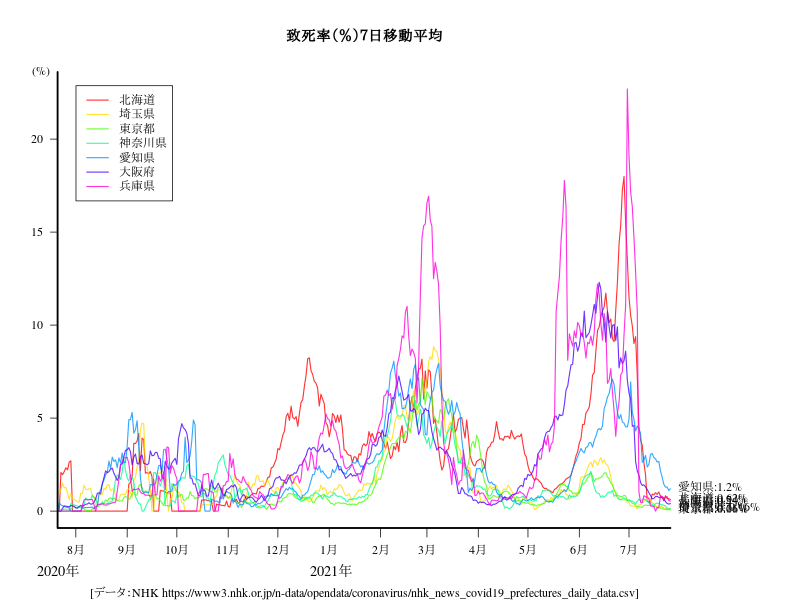 致死率(%)7日移動平均
(%)
20
15
10
5
0
北海道
埼玉県
東京都
神奈川県
愛知県
大阪府
兵庫県
愛知県:1.2%
8月 9月 10月 11月 12月 1月 2月 3月 4月 5月 6月 7月
2020年 2021年
[データ:NHK https://www3.nhk.or.jp/n-data/opendata/coronavirus/nhk_news_covid19_prefectures_daily_data.csv]